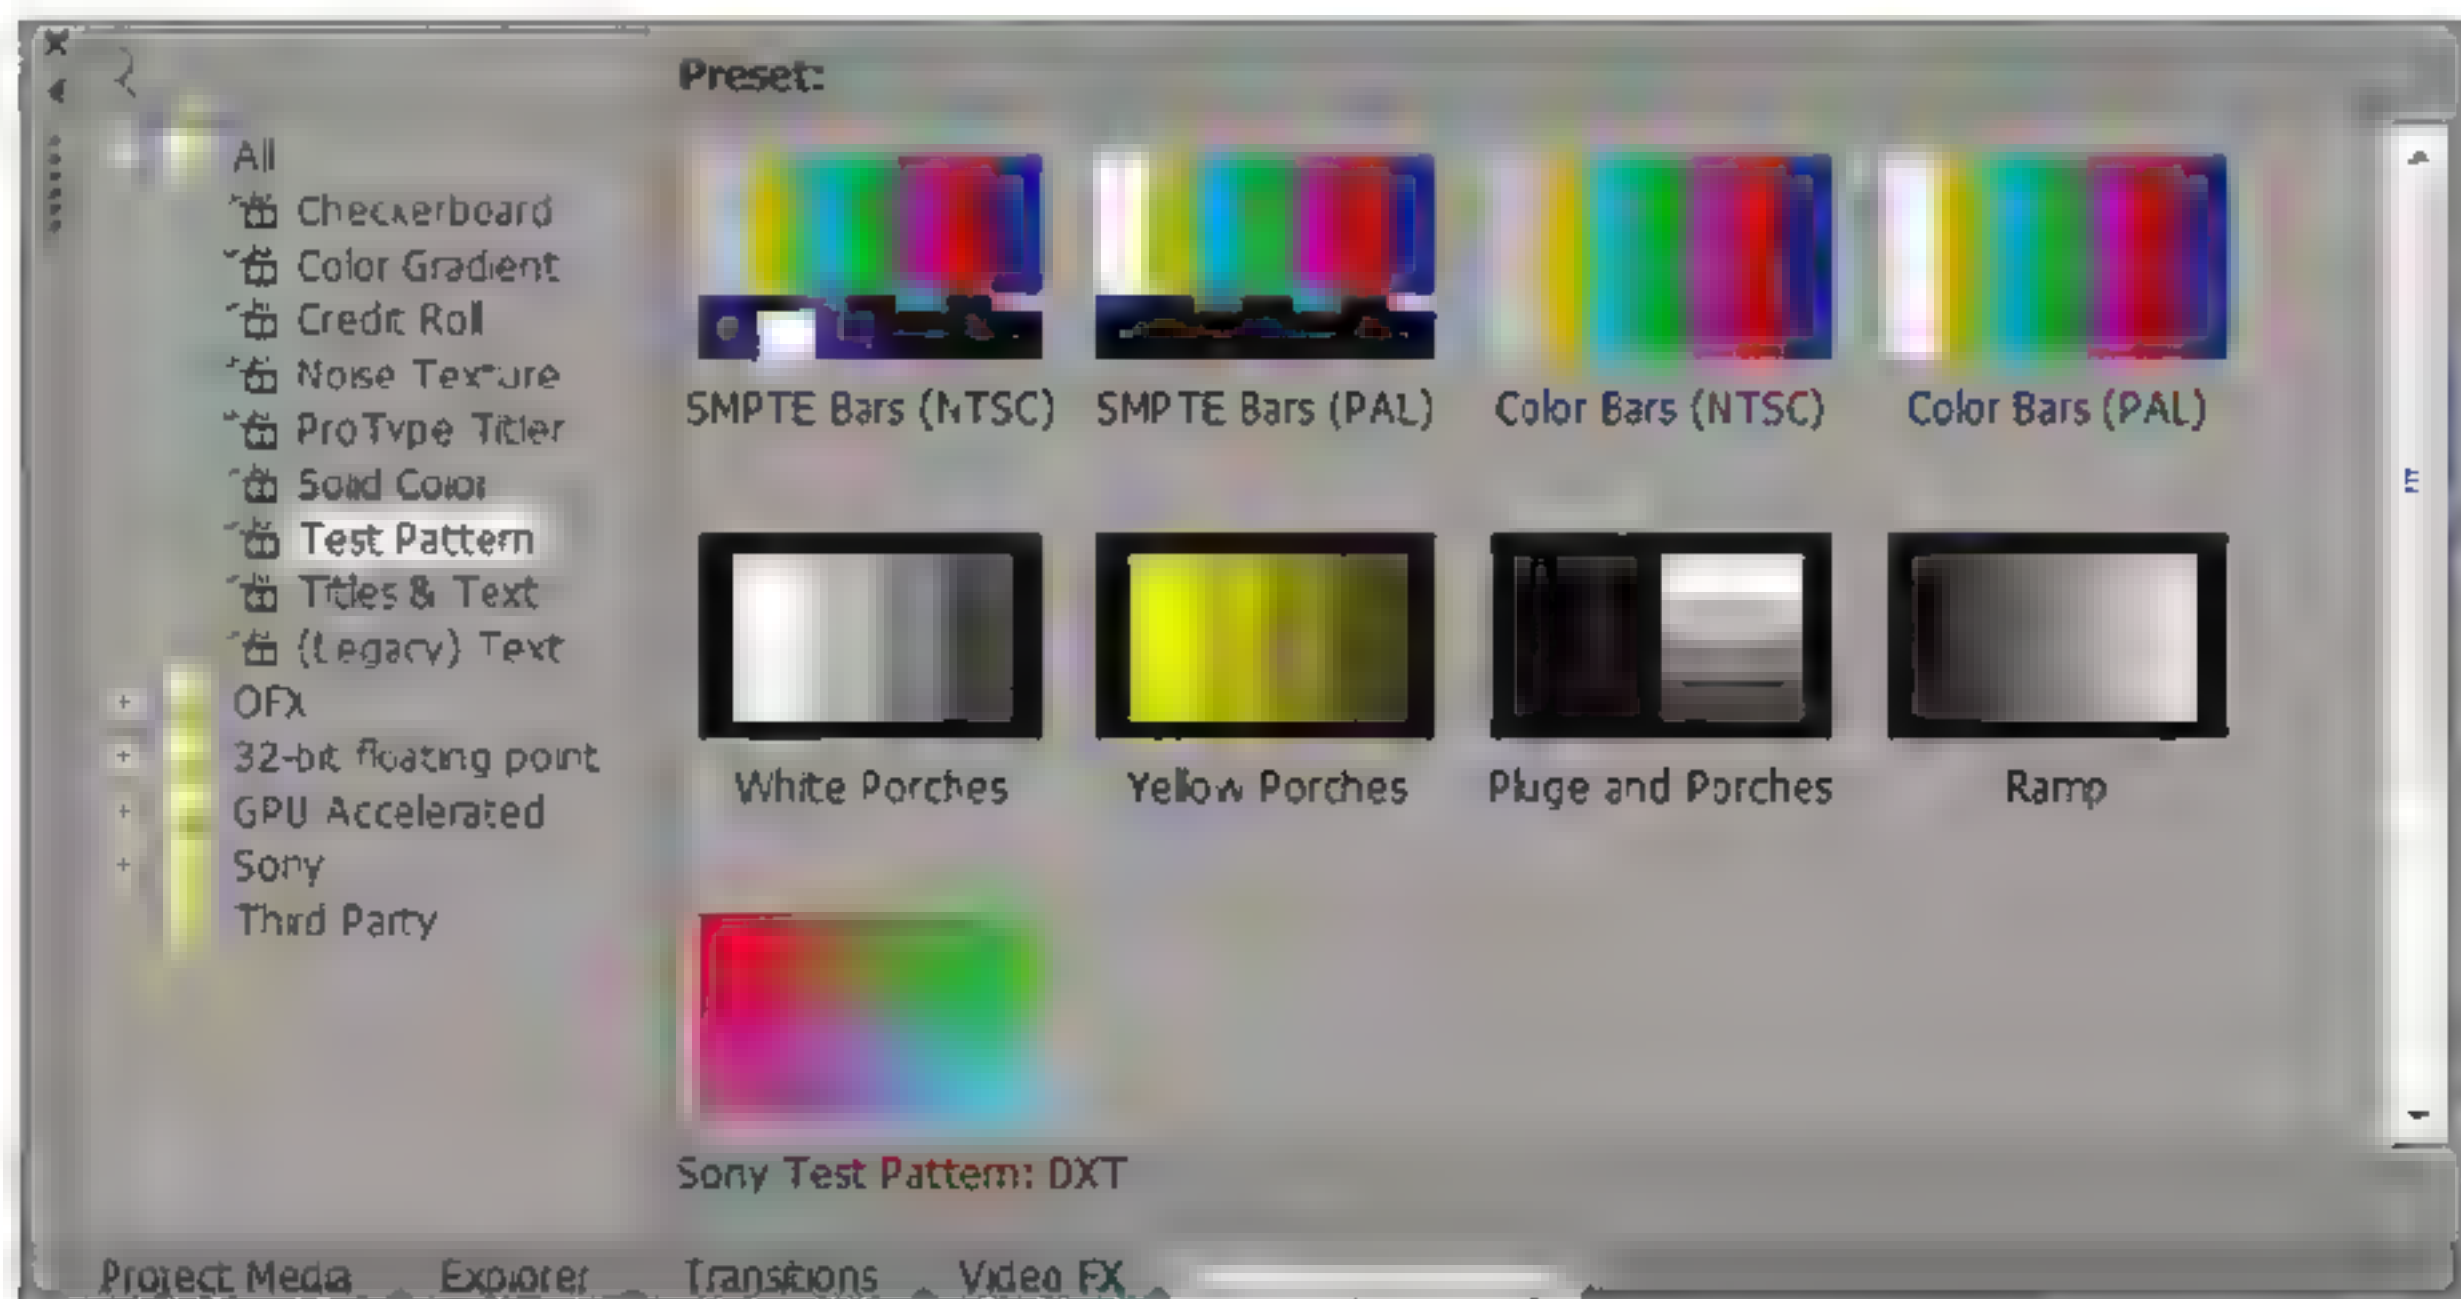 Preset:
All
Checkerboard
Color Gradient
Credit Roll
Noise Texture
ProType Titler
Solid Color
Test Pattern
Titles & Text
(Legacy) Text
OFX
32-bit floating point
GPU Accelerated
Sony
Third Party
SMPTE Bars (NTSC)
SMPTE Bars (PAL)
Color Bars (NTSC)
Color Bars (PAL)
White Porches
Yellow Porches
Pluge and Porches
Ramp
Sony Test Pattern: DXT
Project Media
Explorer
Transitions
Video FX